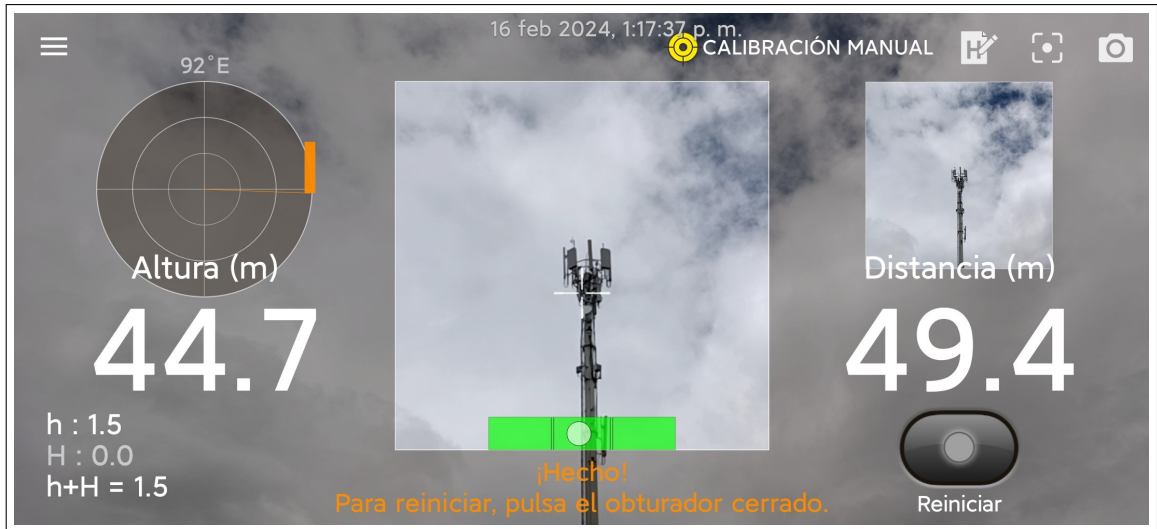 16 feb 2024, 1:17:37 p. m.
CALIBRACIÓN MANUAL
H
92°E
Altura (m)
44.7
Distancia (m)
49.4
h : 1.5
H : 0.0
h+H = 1.5
¡Hecho!
Para reiniciar, pulsa el obturador cerrado.
Reiniciar